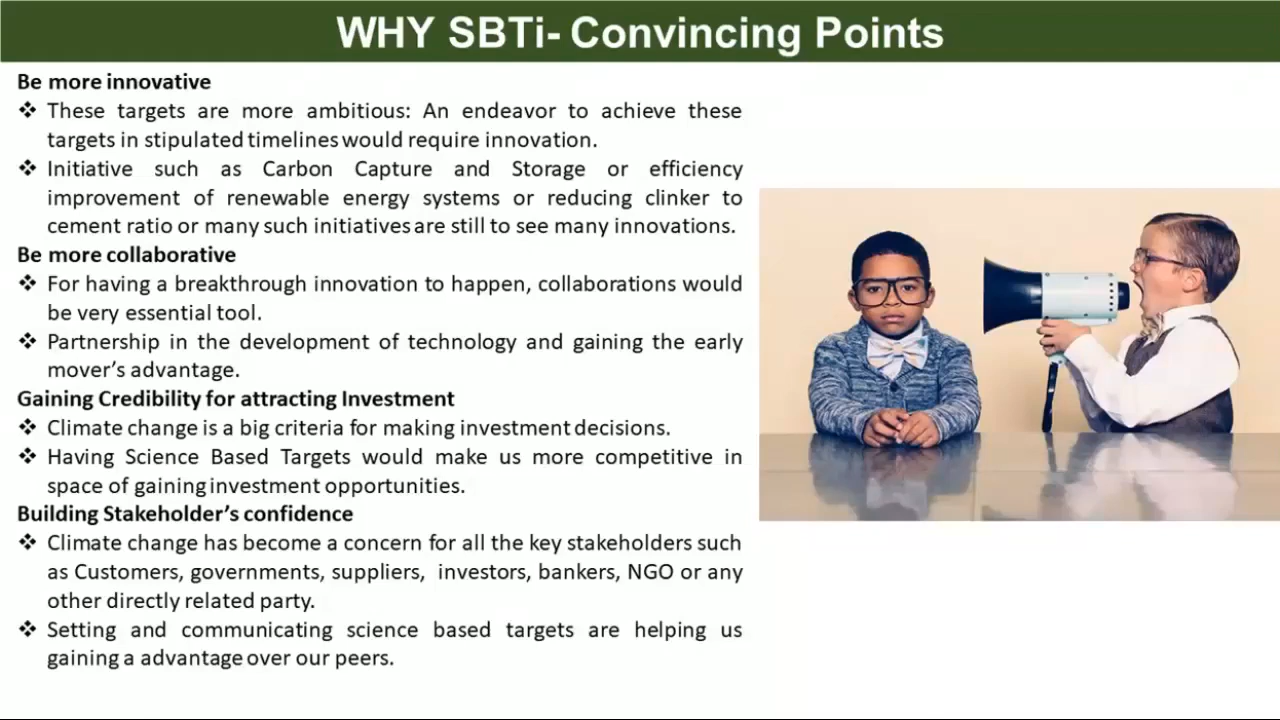 WHY SBTi- Convincing Points
Be more innovative
❖ These targets are more ambitious: An endeavor to achieve these
targets in stipulated timelines would require innovation.
❖ Initiative such as Carbon Capture and Storage or efficiency
improvement of renewable energy systems or reducing clinker to
cement ratio or many such initiatives are still to see many innovations.
Be more collaborative
❖ For having a breakthrough innovation to happen, collaborations would
be very essential tool.
❖ Partnership in the development of technology and gaining the early
mover’s advantage.
Gaining Credibility for attracting Investment
❖ Climate change is a big criteria for making investment decisions.
❖ Having Science Based Targets would make us more competitive in
space of gaining investment opportunities.
Building Stakeholder’s confidence
❖ Climate change has become a concern for all the key stakeholders such
as Customers, governments, suppliers, investors, bankers, NGO or any
other directly related party.
❖ Setting and communicating science based targets are helping us
gaining a advantage over our peers.